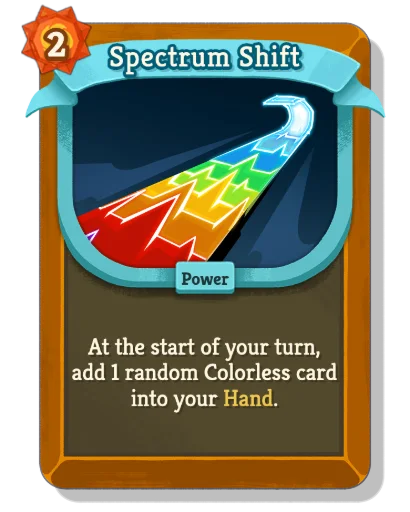 2
Spectrum Shift
Power
At the start of your turn,
add 1 random Colorless card
into your Hand.